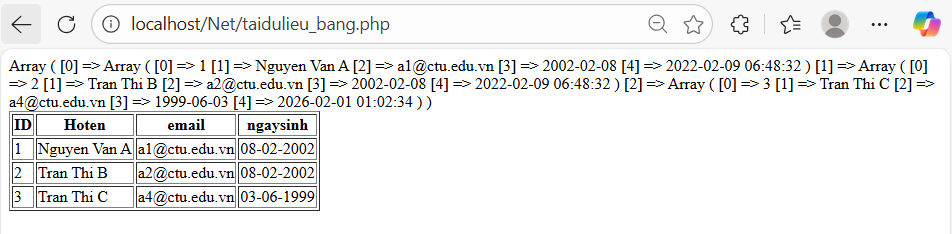 localhost/Net/taidulieu_bang.php
Array ( [0] => Array ( [0] => 1 [1] => Nguyen Van A [2] => a1@ctu.edu.vn [3] => 2002-02-08 [4] => 2022-02-09 06:48:32 ) [1] => Array ( [0]
=> 2 [1] => Tran Thi B [2] => a2@ctu.edu.vn [3] => 2002-02-08 [4] => 2022-02-09 06:48:32 ) [2] => Array ( [0] => 3 [1] => Tran Thi C [2] =>
a4@ctu.edu.vn [3] => 1999-06-03 [4] => 2026-02-01 01:02:34 ) )
ID Hoten email ngaysinh
1 Nguyen Van A a1@ctu.edu.vn 08-02-2002
2 Tran Thi B a2@ctu.edu.vn 08-02-2002
3 Tran Thi C a4@ctu.edu.vn 03-06-1999